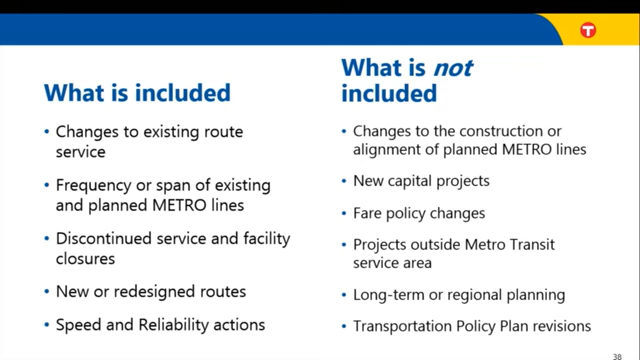 T
What is included
• Changes to existing route
service
• Frequency or span of existing
and planned METRO lines
• Discontinued service and facility
closures
• New or redesigned routes
• Speed and Reliability actions
What is not
included
• Changes to the construction or
alignment of planned METRO lines
• New capital projects
• Fare policy changes
• Projects outside Metro Transit
service area
• Long-term or regional planning
• Transportation Policy Plan revisions
38